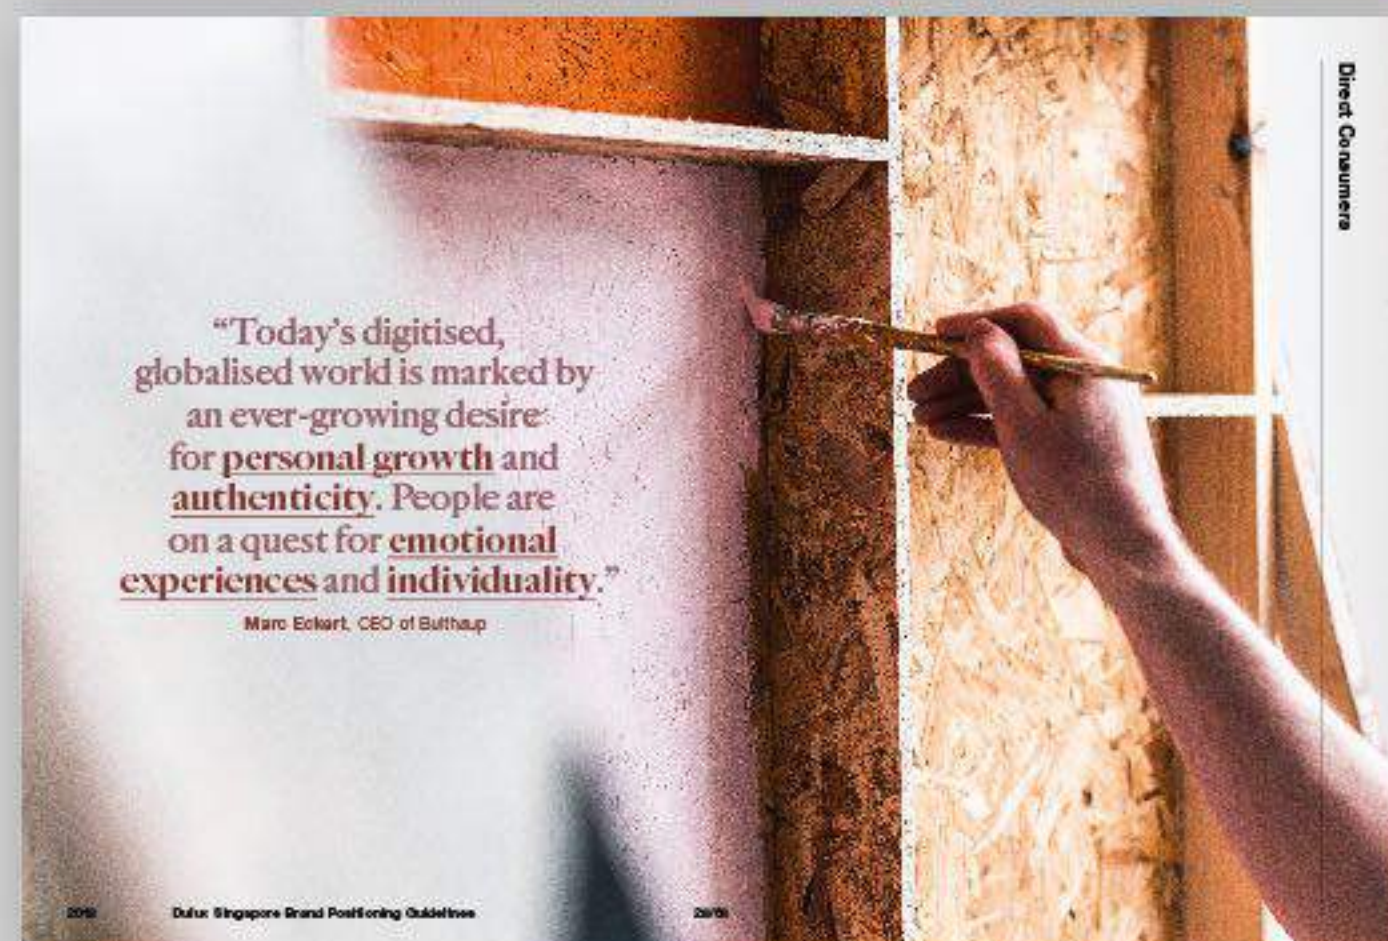 “Today’s digitised,
globalised world is marked by
an ever-growing desire
for personal growth and
authenticity. People are
on a quest for emotional
experiences and individuality.”
Marc Eckert, CEO of Bulthaup
Direct Consumers
Dulux Singapore Brand Positioning Guidelines